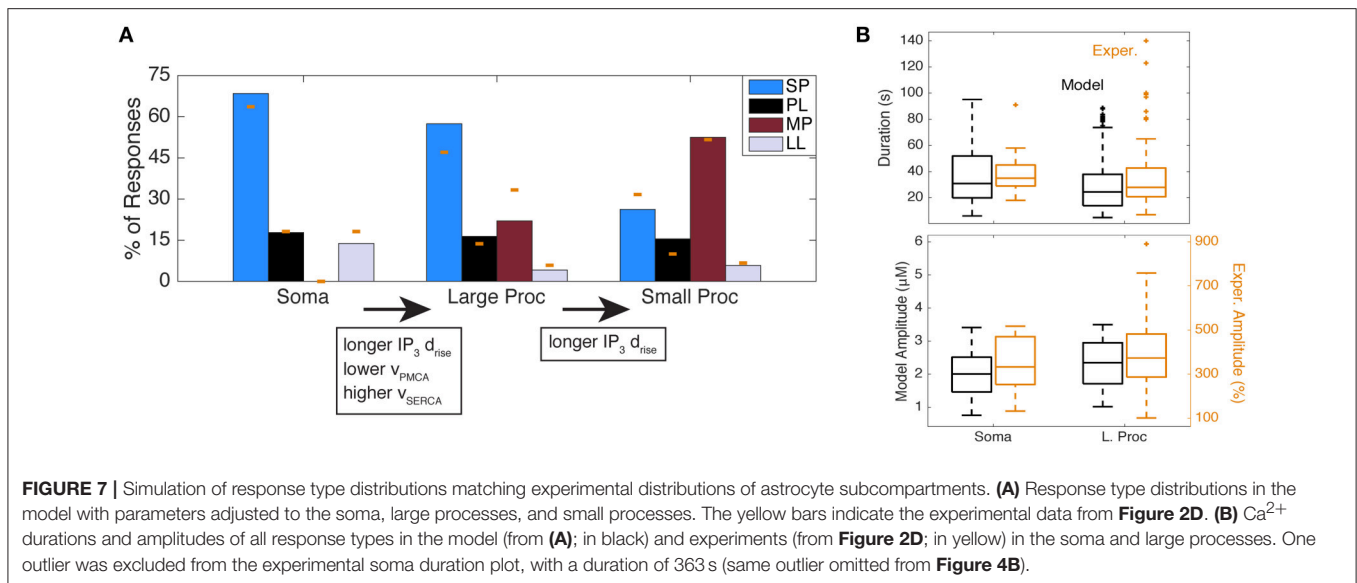 A
75
60
45
30
15
0
% of Responses
SP
PL
MP
LL
Soma
Large Proc
Small Proc
longer IP3 drise
lower vPMCA
higher vSERCA
longer IP3 drise
B
140
120
100
80
60
40
20
Duration (s)
Exper.
Model
6
5
4
3
2
1
Model Amplitude (μM)
900
700
500
300
100
Exper. Amplitude (%)
Soma
L. Proc
FIGURE 7 | Simulation of response type distributions matching experimental distributions of astrocyte subcompartments. (A) Response type distributions in the
model with parameters adjusted to the soma, large processes, and small processes. The yellow bars indicate the experimental data from Figure 2D. (B) Ca2+
durations and amplitudes of all response types in the model (from (A); in black) and experiments (from Figure 2D; in yellow) in the soma and large processes. One
outlier was excluded from the experimental soma duration plot, with a duration of 363 s (same outlier omitted from Figure 4B).